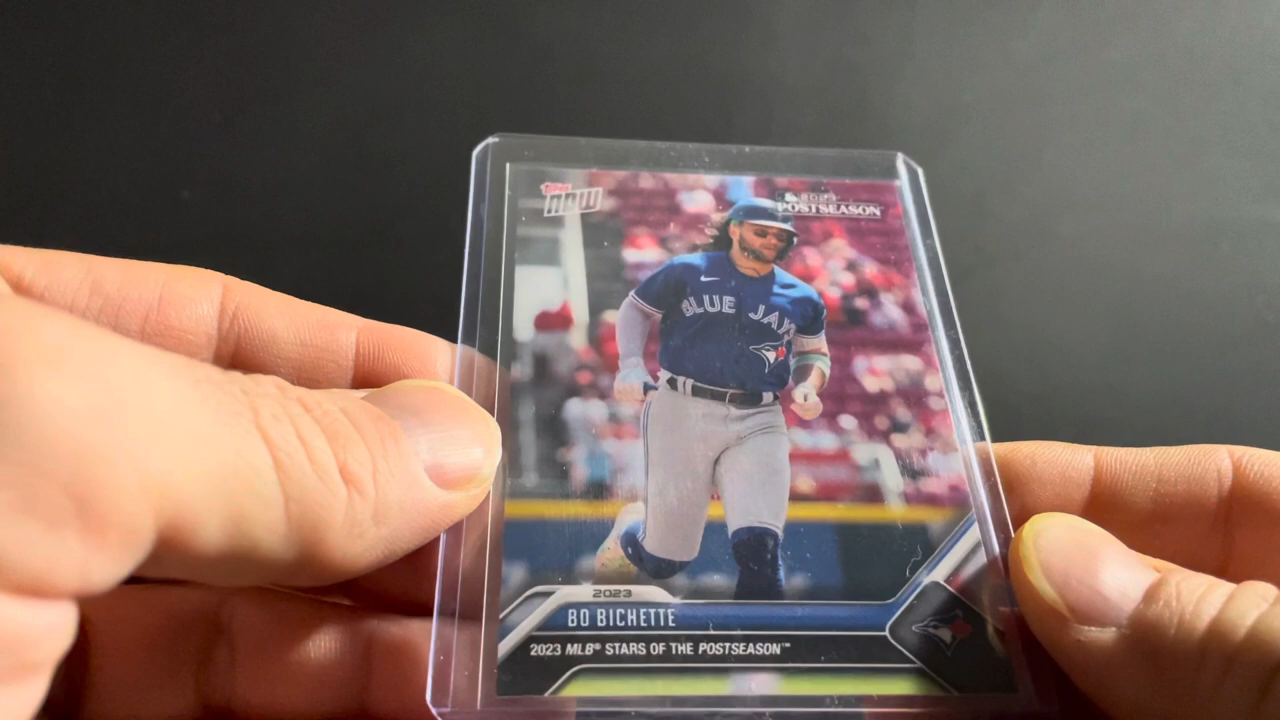 TOPPS
NOW
2023
POSTSEASON
BLUE JAYS
2023
BO BICHETTE
2023 MLB® STARS OF THE POSTSEASON™